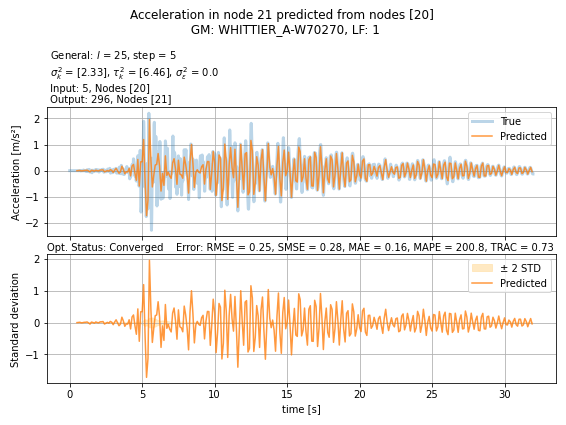 Acceleration in node 21 predicted from nodes [20]
GM: WHITTIER_A-W70270, LF: 1
General: l = 25, step = 5
σ²ₖ = [2.33], τ²ₖ = [6.46], σ²ε = 0.0
Input: 5, Nodes [20]
Output: 296, Nodes [21]
Acceleration [m/s²]
2
1
0
−1
−2
True
Predicted
Opt. Status: Converged Error: RMSE = 0.25, SMSE = 0.28, MAE = 0.16, MAPE = 200.8, TRAC = 0.73
Standard deviation
2
1
0
−1
± 2 STD
Predicted
0 5 10 15 20 25 30
time [s]